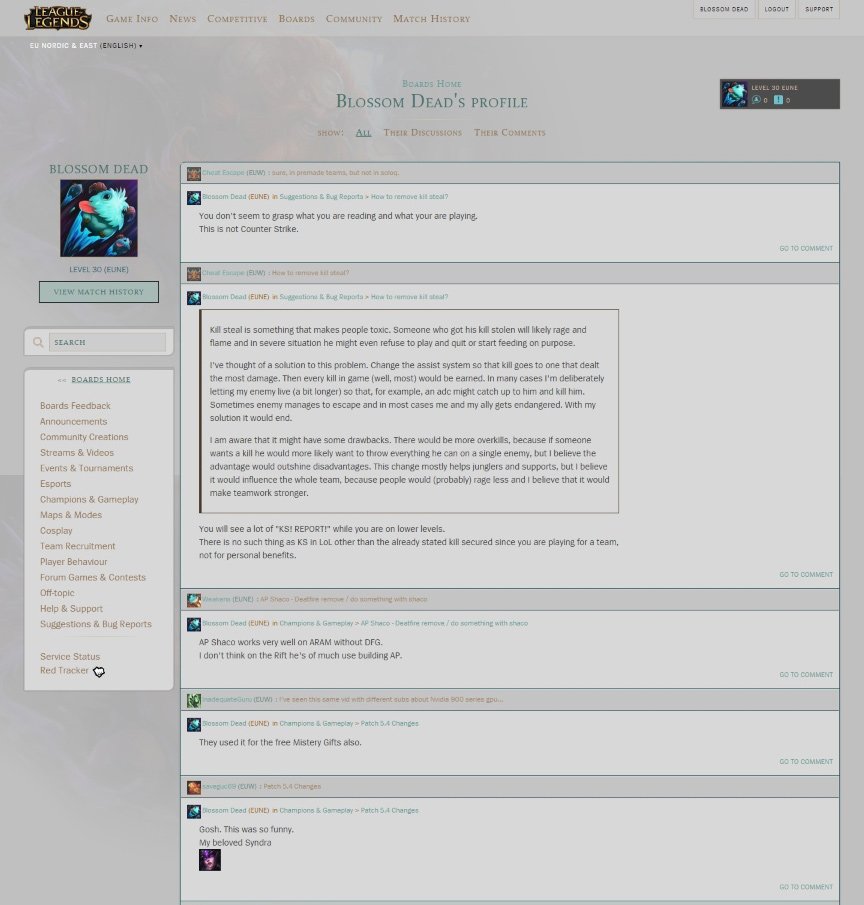 LEAGUE OF LEGENDS
Game Info News Competitive Boards Community Match History
BLOSSOM DEAD LOGOUT SUPPORT
EU NORDIC & EAST (ENGLISH) ▾
Boards Home
Blossom Dead's profile
LEVEL 30 EUNE
0 0
show: All Their Discussions Their Comments
BLOSSOM DEAD
LEVEL 30 (EUNE)
VIEW MATCH HISTORY
SEARCH
<< BOARDS HOME
Boards Feedback
Announcements
Community Creations
Streams & Videos
Events & Tournaments
Esports
Champions & Gameplay
Maps & Modes
Cosplay
Team Recruitment
Player Behaviour
Forum Games & Contests
Off-topic
Help & Support
Suggestions & Bug Reports
Service Status
Red Tracker
Cheat Escape (EUW) : sure, in premade teams, but not in soloq.
Blossom Dead (EUNE) in Suggestions & Bug Reports > How to remove kill steal?
You don't seem to grasp what you are reading and what your are playing.
This is not Counter Strike.
GO TO COMMENT
Cheat Escape (EUW) : How to remove kill steal?
Blossom Dead (EUNE) in Suggestions & Bug Reports > How to remove kill steal?
Kill steal is something that makes people toxic. Someone who got his kill stolen will likely rage and
flame and in severe situation he might even refuse to play and quit or start feeding on purpose.
I've thought of a solution to this problem. Change the assist system so that kill goes to one that dealt
the most damage. Then every kill in game (well, most) would be earned. In many cases I'm deliberately
letting my enemy live (a bit longer) so that, for example, an adc might catch up to him and kill him.
Sometimes enemy manages to escape and in most cases me and my ally gets endangered. With my
solution it would end.
I am aware that it might have some drawbacks. There would be more overkills, because if someone
wants a kill he would more likely want to throw everything he can on a single enemy, but I believe the
advantage would outshine disadvantages. This change mostly helps junglers and supports, but I believe
it would influence the whole team, because people would (probably) rage less and I believe that it would
make teamwork stronger.
You will see a lot of "KS! REPORT!" while you are on lower levels.
There is no such thing as KS in LoL other than the already stated kill secured since you are playing for a team,
not for personal benefits.
GO TO COMMENT
(EUNE) : AP Shaco - Deatfire remove / do something with shaco
Blossom Dead (EUNE) in Champions & Gameplay > AP Shaco - Deatfire remove / do something with shaco
AP Shaco works very well on ARAM without DFG.
I don't think on the Rift he's of much use building AP.
GO TO COMMENT
InadequateGuru (EUW) : I've seen this same vid with different subs about Nvidia 900 series gpu...
Blossom Dead (EUNE) in Champions & Gameplay > Patch 5.4 Changes
They used it for the free Mistery Gifts also.
GO TO COMMENT
(EUW) : Patch 5.4 Changes
Blossom Dead (EUNE) in Champions & Gameplay > Patch 5.4 Changes
Gosh. This was so funny.
My beloved Syndra
GO TO COMMENT